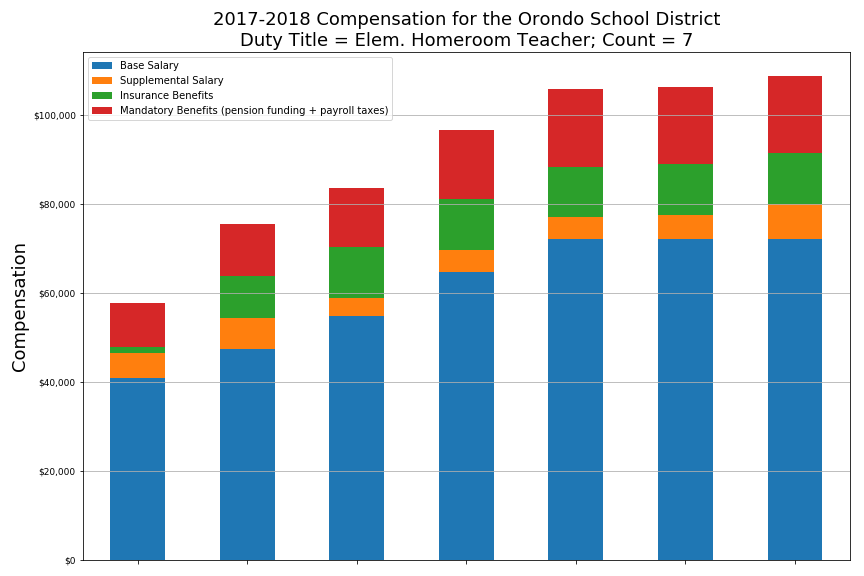 2017-2018 Compensation for the Orondo School District
Duty Title = Elem. Homeroom Teacher; Count = 7
Base Salary
Supplemental Salary
Insurance Benefits
Mandatory Benefits (pension funding + payroll taxes)
$100,000
$80,000
$60,000
$40,000
$20,000
$0
Compensation